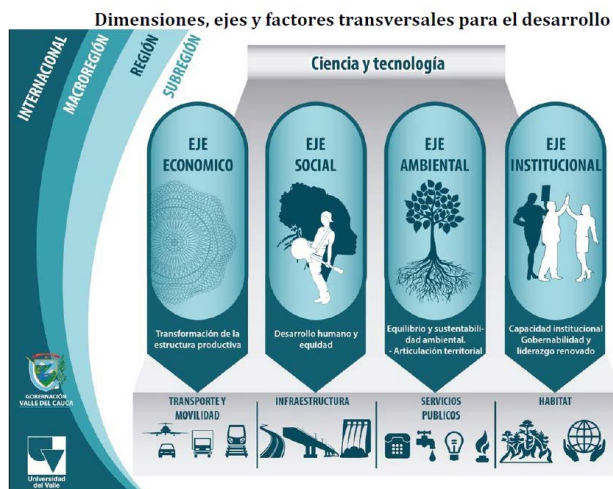 Dimensiones, ejes y factores transversales para el desarrollo
INTERNACIONAL
MACROREGIÓN
REGIÓN
SUBREGIÓN
Ciencia y tecnología
EJE
ECONOMICO
EJE
SOCIAL
EJE
AMBIENTAL
EJE
INSTITUCIONAL
Transformación de la
estructura productiva
Desarrollo humano y
equidad
Equilibrio y sustentabili-
dad ambiental.
- Articulación territorial
Capacidad institucional
Gobernabilidad y
liderazgo renovado
GOBERNACIÓN
VALLE DEL CAUCA
TRANSPORTE Y
MOVILIDAD
INFRAESTRUCTURA
SERVICIOS
PUBLICOS
HABITAT
Universidad
del Valle